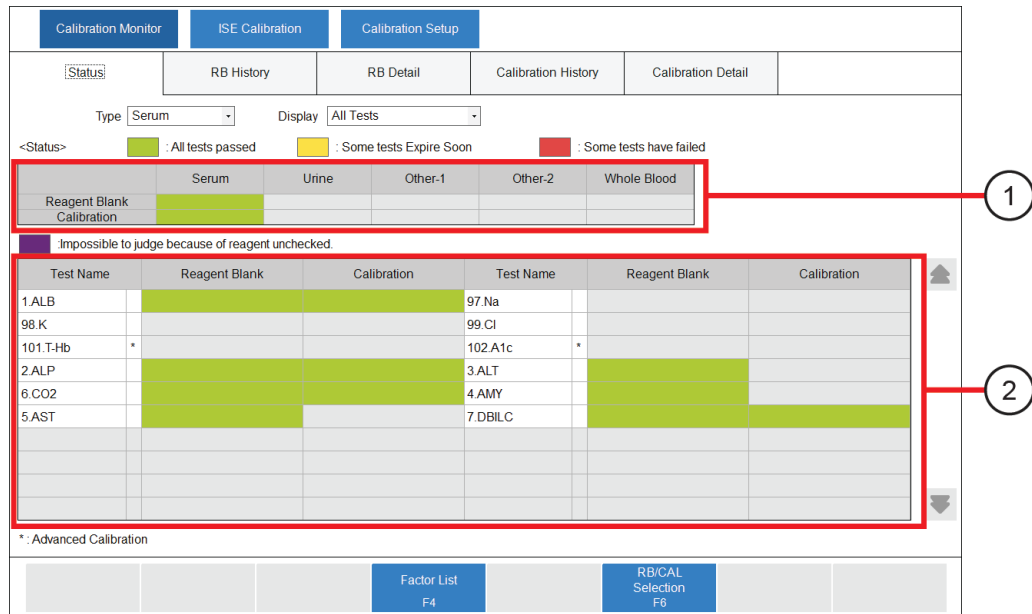 Calibration Monitor ISE Calibration Calibration Setup
Status RB History RB Detail Calibration History Calibration Detail
Type Serum Display All Tests
<Status> : All tests passed : Some tests Expire Soon : Some tests have failed
Serum Urine Other-1 Other-2 Whole Blood
Reagent Blank
Calibration
1
:Impossible to judge because of reagent unchecked.
Test Name Reagent Blank Calibration Test Name Reagent Blank Calibration
1.ALB 97.Na
98.K 99.Cl
101.T-Hb * 102.A1c *
2.ALP 3.ALT
6.CO2 4.AMY
5.AST 7.DBILC
2
* : Advanced Calibration
Factor List
F4
RB/CAL
Selection
F6